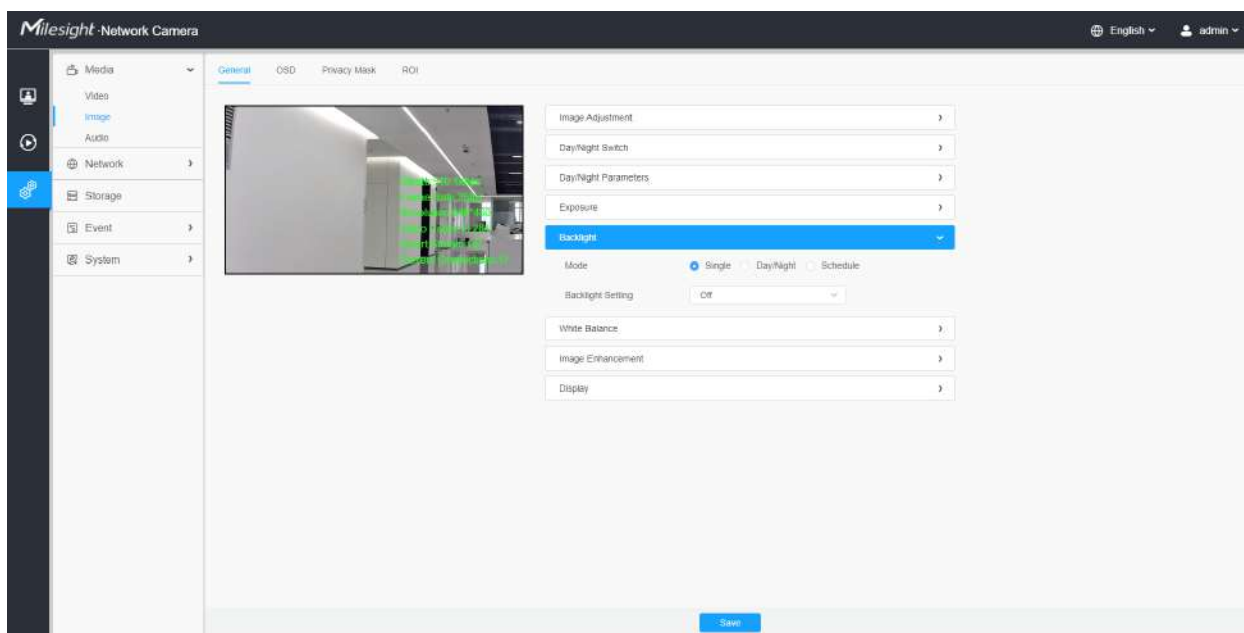 Milesight · Network Camera
English
admin
Media
Video
Image
Audio
Network
Storage
Event
System
General OSD Privacy Mask ROI
Image Adjustment
Day/Night Switch
Day/Night Parameters
Exposure
Backlight
Mode Single Day/Night Schedule
Backlight Setting Off
White Balance
Image Enhancement
Display
Save